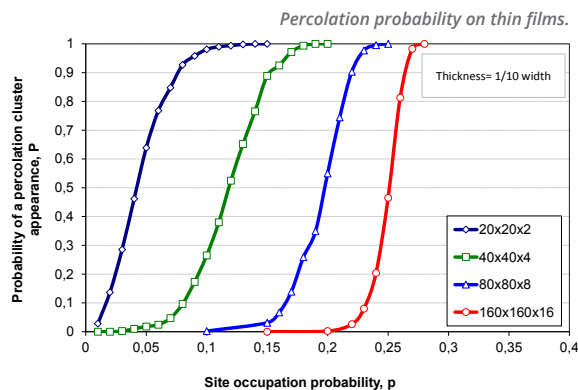 Percolation probability on thin films.
Probability of a percolation cluster
appearance, P
1
0,9
0,8
0,7
0,6
0,5
0,4
0,3
0,2
0,1
0
Thickness= 1/10 width
20x20x2
40x40x4
80x80x8
160x160x16
0
0,05
0,1
0,15
0,2
0,25
0,3
0,35
0,4
Site occupation probability, p